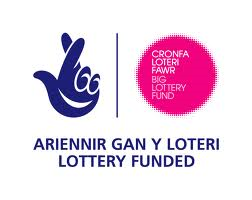 CRONFA
LOTERI
FAWR
BIG
LOTTERY
FUND
ARIENNIR GAN Y LOTERI
LOTTERY FUNDED